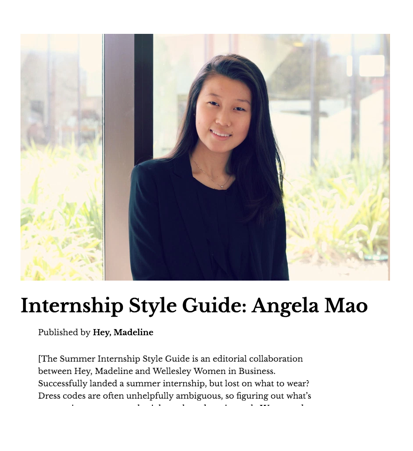 Internship Style Guide: Angela Mao
Published by Hey, Madeline
[The Summer Internship Style Guide is an editorial collaboration
between Hey, Madeline and Wellesley Women in Business.
Successfully landed a summer internship, but lost on what to wear?
Dress codes are often unhelpfully ambiguous, so figuring out what's